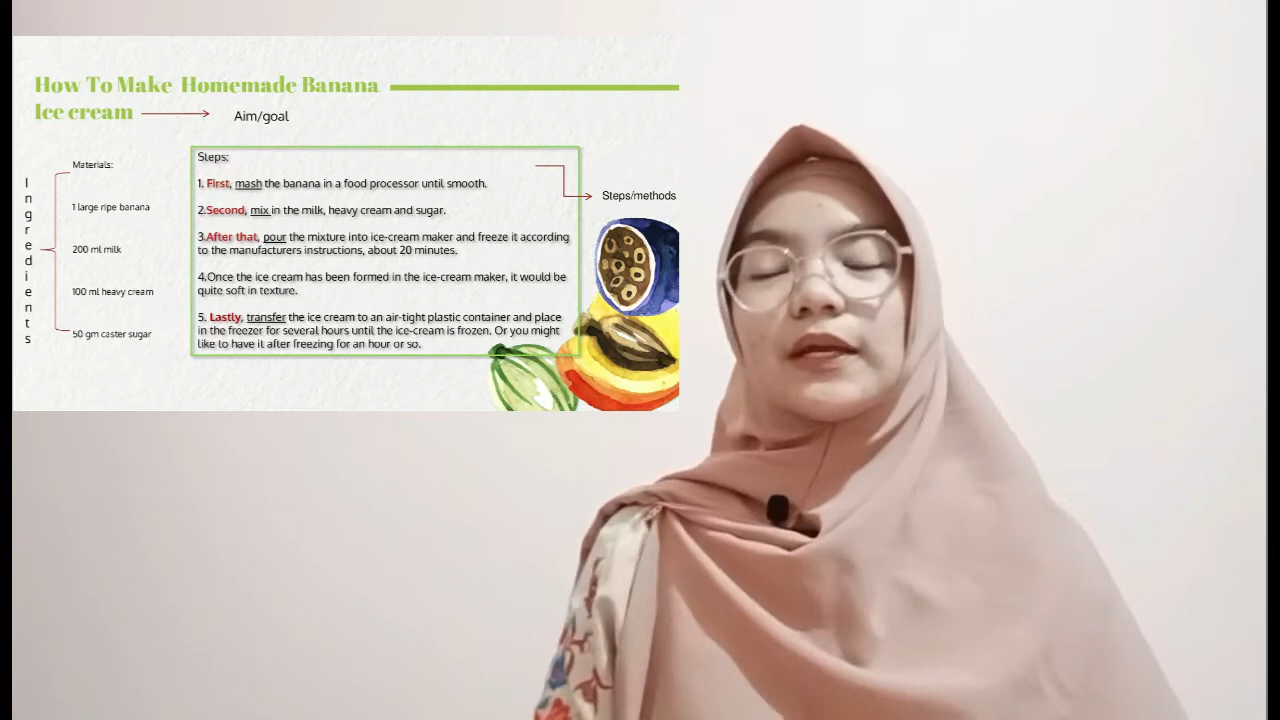 How To Make Homemade Banana
Ice cream
Aim/goal
Ingredients
Materials:
1 large ripe banana
200 ml milk
100 ml heavy cream
50 gm caster sugar
Steps:
1. First, mash the banana in a food processor until smooth.
2.Second, mix in the milk, heavy cream and sugar.
3.After that, pour the mixture into ice-cream maker and freeze it according
to the manufacturers instructions, about 20 minutes.
4.Once the ice cream has been formed in the ice-cream maker, it would be
quite soft in texture.
5. Lastly, transfer the ice cream to an air-tight plastic container and place
in the freezer for several hours until the ice-cream is frozen. Or you might
like to have it after freezing for an hour or so.
Steps/methods